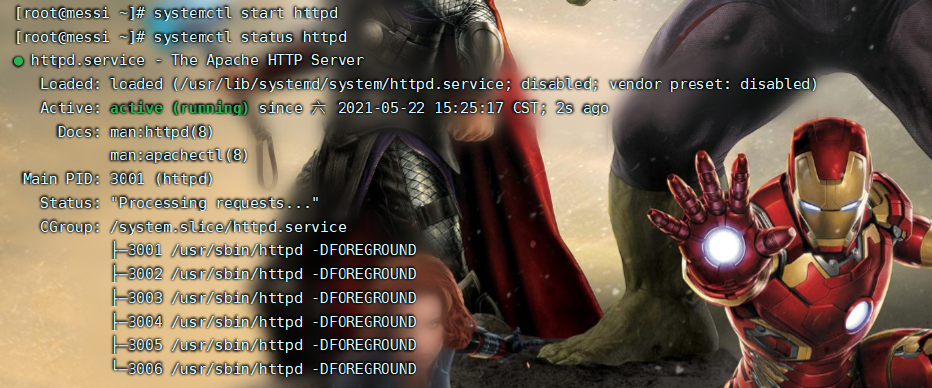 [root@messi ~]# systemctl start httpd
[root@messi ~]# systemctl status httpd
● httpd.service - The Apache HTTP Server
   Loaded: loaded (/usr/lib/systemd/system/httpd.service; disabled; vendor preset: disabled)
   Active: active (running) since 六 2021-05-22 15:25:17 CST; 2s ago
     Docs: man:httpd(8)
           man:apachectl(8)
 Main PID: 3001 (httpd)
   Status: "Processing requests..."
   CGroup: /system.slice/httpd.service
           ├─3001 /usr/sbin/httpd -DFOREGROUND
           ├─3002 /usr/sbin/httpd -DFOREGROUND
           ├─3003 /usr/sbin/httpd -DFOREGROUND
           ├─3004 /usr/sbin/httpd -DFOREGROUND
           ├─3005 /usr/sbin/httpd -DFOREGROUND
           └─3006 /usr/sbin/httpd -DFOREGROUND